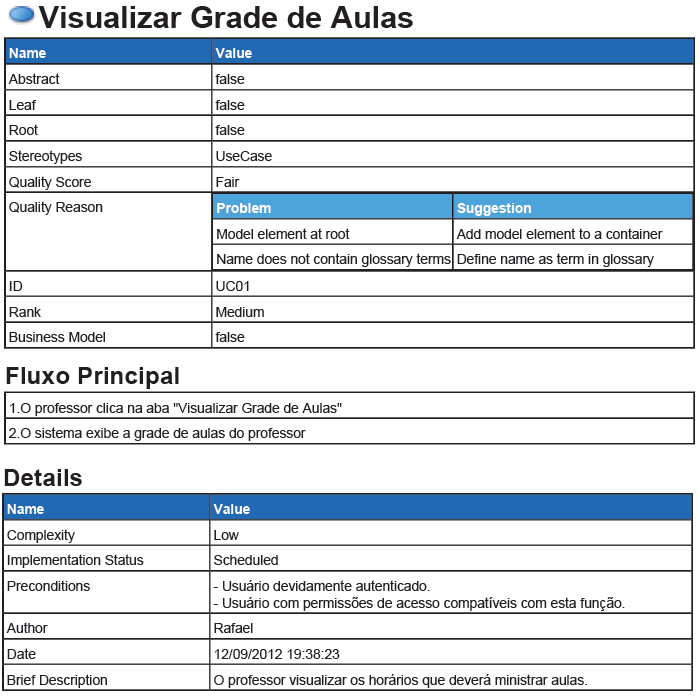 Visualizar Grade de Aulas
Name Value
Abstract false
Leaf false
Root false
Stereotypes UseCase
Quality Score Fair
Quality Reason Problem Suggestion
Model element at root Add model element to a container
Name does not contain glossary terms Define name as term in glossary
ID UC01
Rank Medium
Business Model false
Fluxo Principal
1.O professor clica na aba "Visualizar Grade de Aulas"
2.O sistema exibe a grade de aulas do professor
Details
Name Value
Complexity Low
Implementation Status Scheduled
Preconditions - Usuário devidamente autenticado.
- Usuário com permissões de acesso compatíveis com esta função.
Author Rafael
Date 12/09/2012 19:38:23
Brief Description O professor visualizar os horários que deverá ministrar aulas.